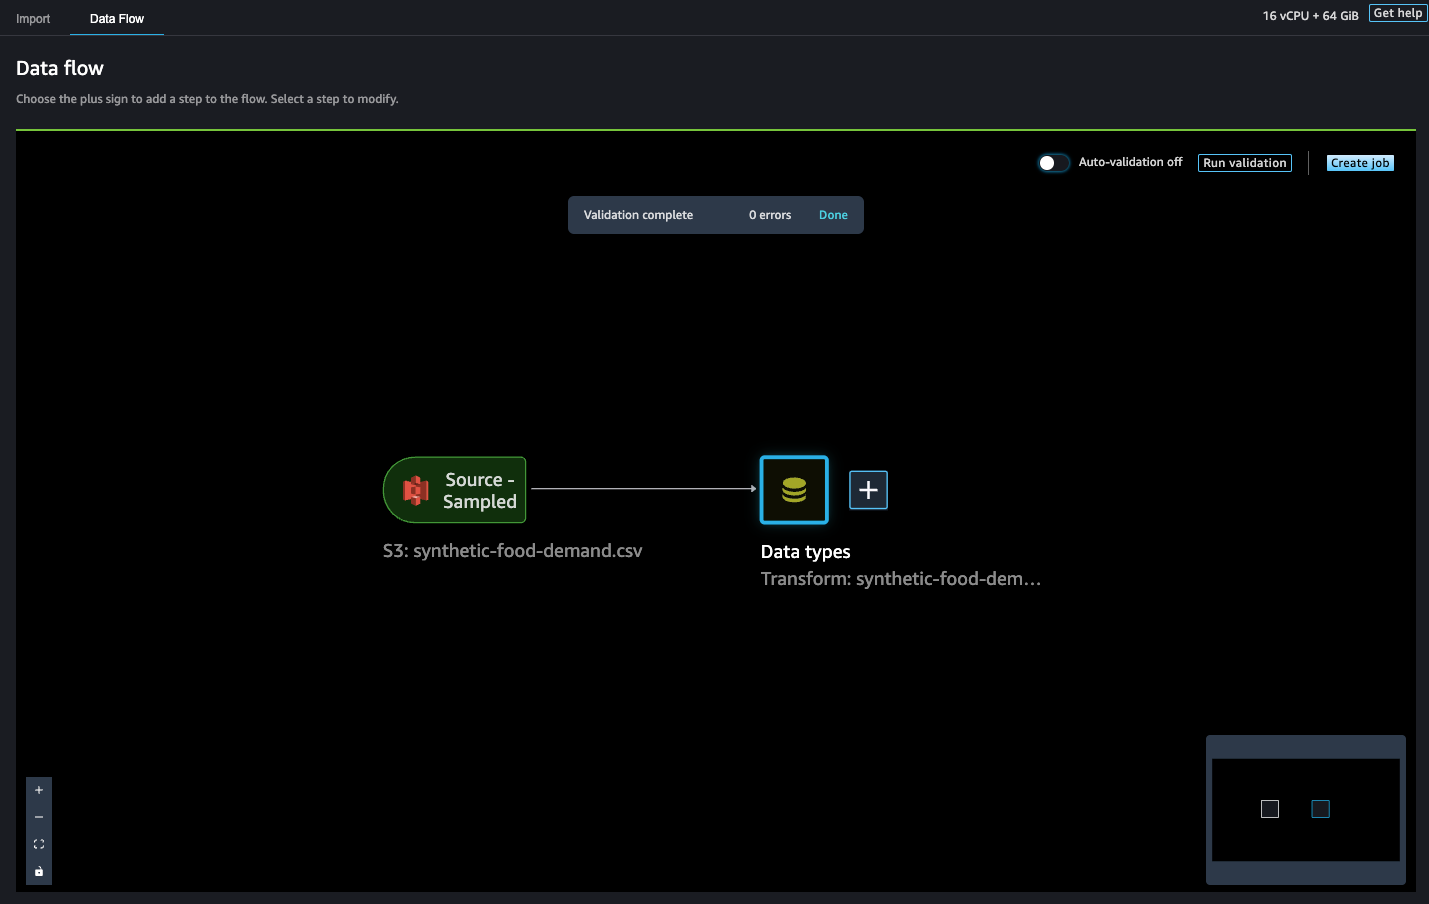 Import
Data Flow
16 vCPU + 64 GiB
Get help
Data flow
Choose the plus sign to add a step to the flow. Select a step to modify.
Auto-validation off
Run validation
Create job
Validation complete
0 errors
Done
Source -
Sampled
S3: synthetic-food-demand.csv
Data types
Transform: synthetic-food-dem...